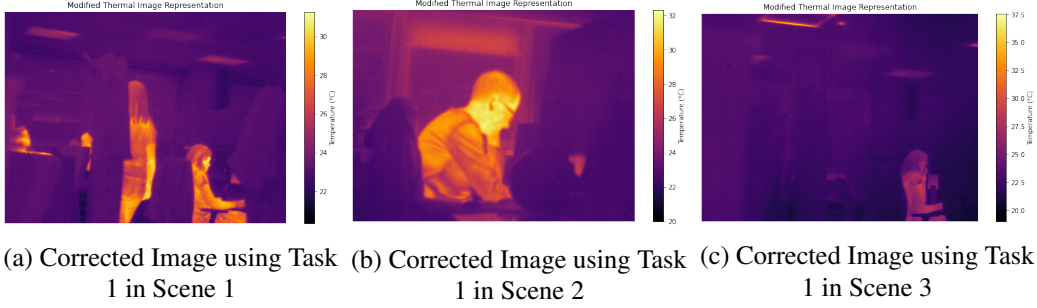 Modified Thermal Image Representation
30
28
26
24
22
Temperature (°C)
Modified Thermal Image Representation
32
30
28
26
24
22
20
Temperature (°C)
Modified Thermal Image Representation
37.5
35.0
32.5
30.0
27.5
25.0
22.5
20.0
Temperature (°C)
(a) Corrected Image using Task
1 in Scene 1
(b) Corrected Image using Task
1 in Scene 2
(c) Corrected Image using Task
1 in Scene 3